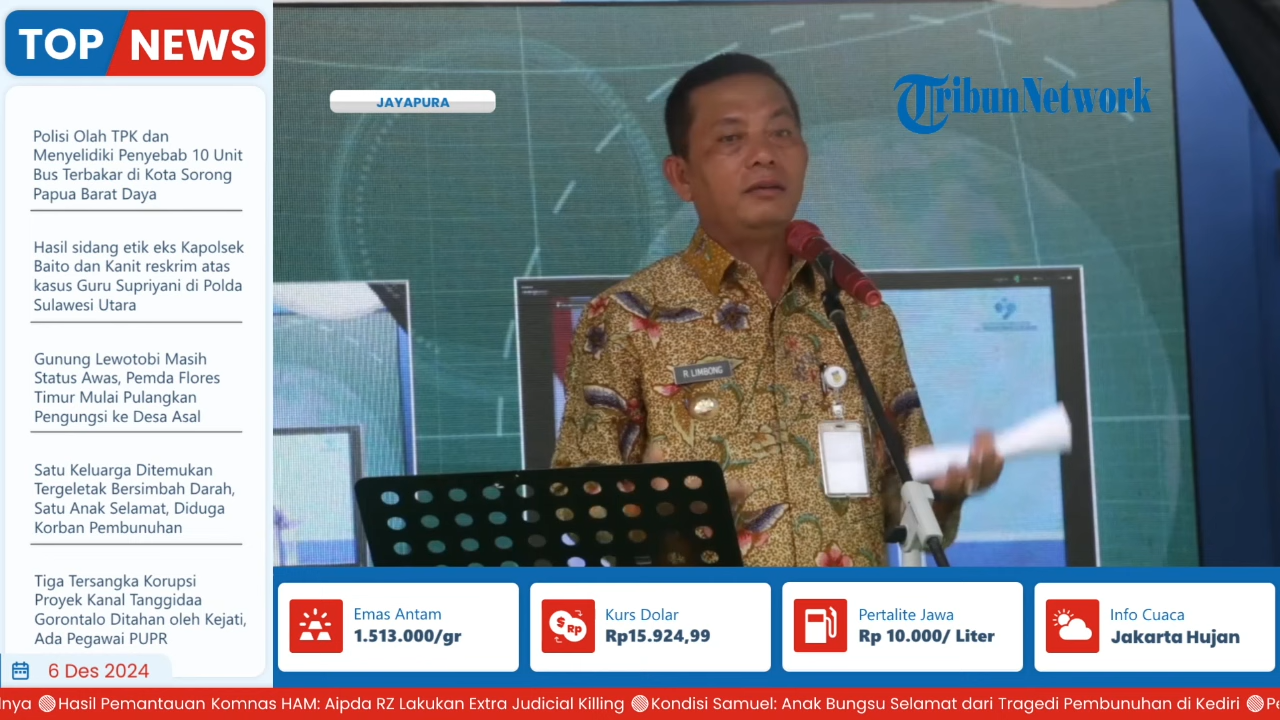 TOP NEWS
Polisi Olah TPK dan
Menyelidiki Penyebab 10 Unit
Bus Terbakar di Kota Sorong
Papua Barat Daya
Hasil sidang etik eks Kapolsek
Baito dan Kanit reskrim atas
kasus Guru Supriyani di Polda
Sulawesi Utara
Gunung Lewotobi Masih
Status Awas, Pemda Flores
Timur Mulai Pulangkan
Pengungsi ke Desa Asal
Satu Keluarga Ditemukan
Tergeletak Bersimbah Darah,
Satu Anak Selamat, Diduga
Korban Pembunuhan
Tiga Tersangka Korupsi
Proyek Kanal Tanggidaa
Gorontalo Ditahan oleh Kejati,
Ada Pegawai PUPR
6 Des 2024
JAYAPURA
TribunNetwork
R. LIMBONG
Emas Antam
1.513.000/gr
Kurs Dolar
Rp15.924,99
Pertalite Jawa
Rp 10.000/ Liter
Info Cuaca
Jakarta Hujan
lnya Hasil Pemantauan Komnas HAM: Aipda RZ Lakukan Extra Judicial Killing Kondisi Samuel: Anak Bungsu Selamat dari Tragedi Pembunuhan di Kediri Pe